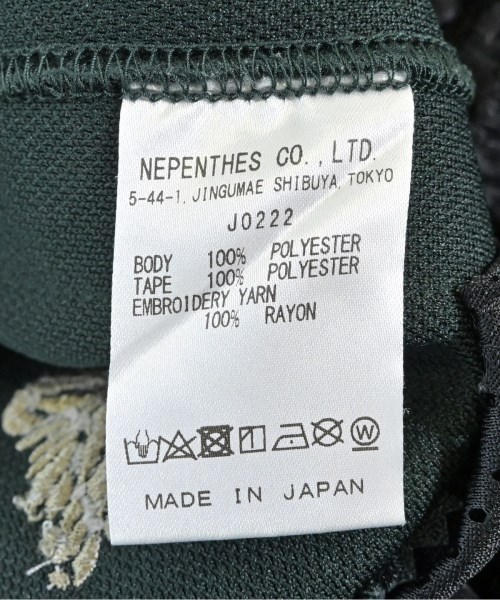 NEPENTHES CO.,LTD.
5-44-1, JINGUMAE SHIBUYA, TOKYO
J0222
BODY 100% POLYESTER
TAPE 100% POLYESTER
EMBROIDERY YARN
100% RAYON
W
MADE IN JAPAN